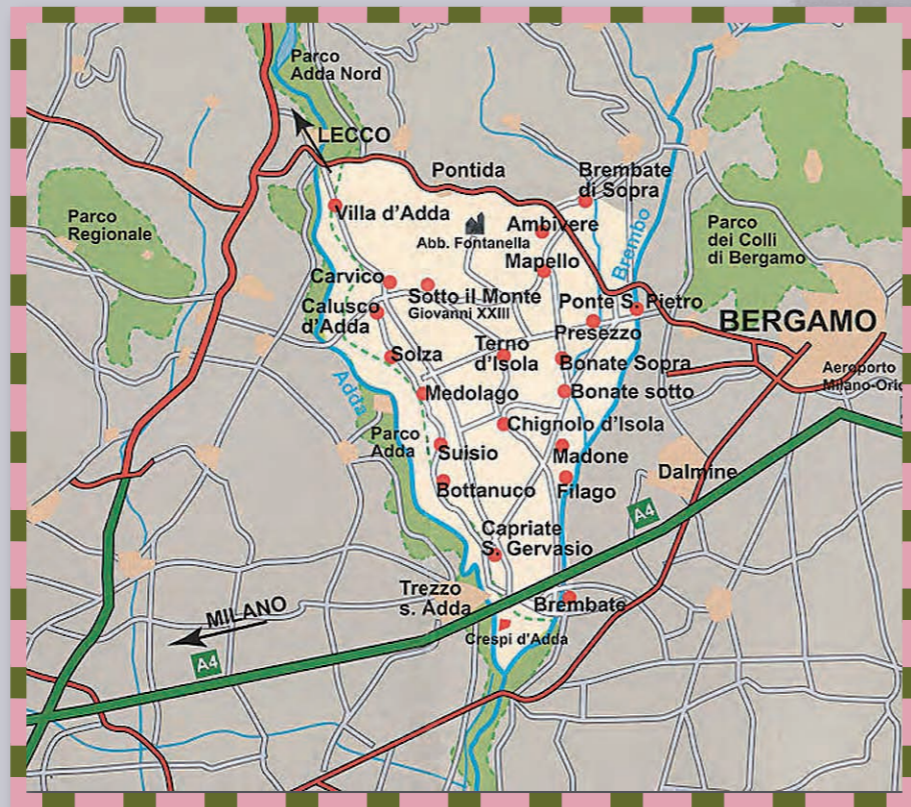 Parco
Adda Nord
LECCO
Pontida
Brembate
di Sopra
Villa d'Adda
Ambivere
Abb. Fontanella
Parco
Regionale
Brembo
Parco
dei Colli
di Bergamo
Mapello
Carvico
Sotto il Monte
Giovanni XXIII
Calusco
d'Adda
Ponte S. Pietro
Presezzo
BERGAMO
Terno
d'Isola
Solza
Bonate Sopra
Aeroporto
Milano-Orio
Adda
Medolago
Bonate sotto
Chignolo d'Isola
Parco
Adda
Suisio
Madone
Dalmine
Bottanuco
Filago
A4
Capriate
S. Gervasio
Trezzo
s. Adda
Brembate
MILANO
Crespi d'Adda
A4